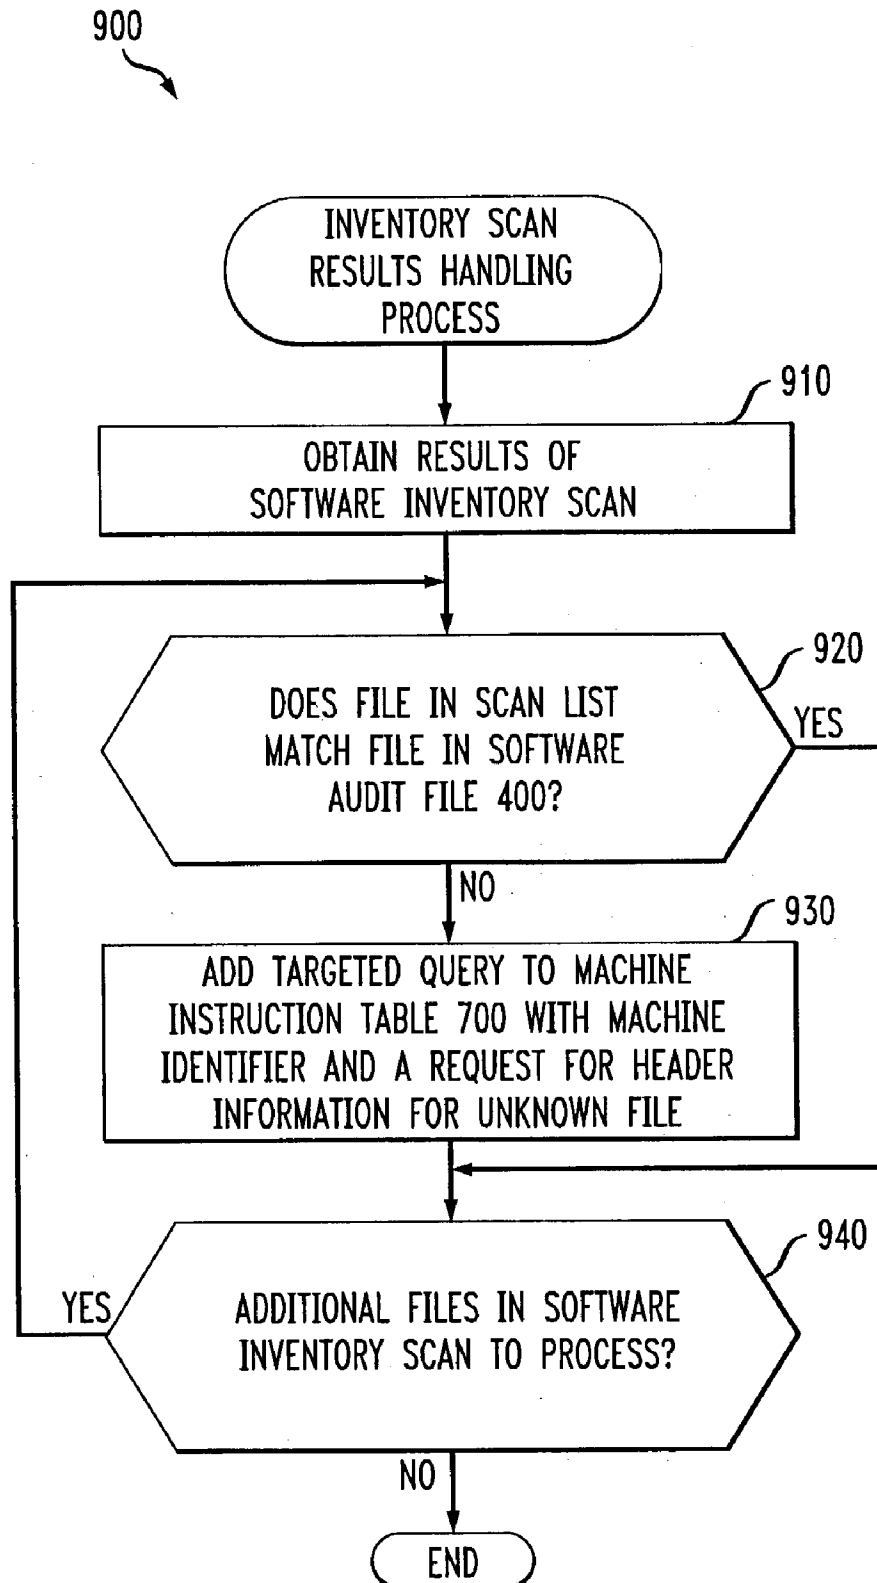 900
INVENTORY SCAN
RESULTS HANDLING
PROCESS
910
OBTAIN RESULTS OF
SOFTWARE INVENTORY SCAN
920
DOES FILE IN SCAN LIST
MATCH FILE IN SOFTWARE
AUDIT FILE 400?
YES
NO
930
ADD TARGETED QUERY TO MACHINE
INSTRUCTION TABLE 700 WITH MACHINE
IDENTIFIER AND A REQUEST FOR HEADER
INFORMATION FOR UNKNOWN FILE
940
YES
ADDITIONAL FILES IN SOFTWARE
INVENTORY SCAN TO PROCESS?
NO
END